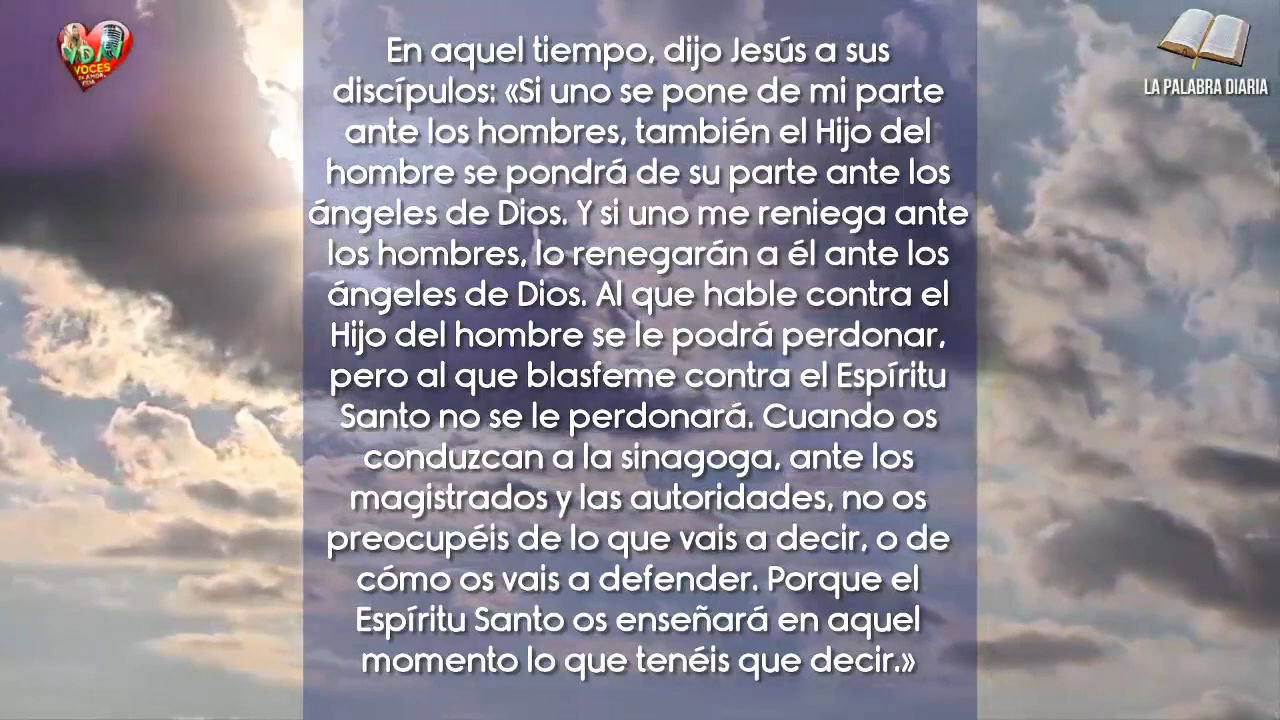 VDAV
VOCES
DE AMOR,
VIDA
LA PALABRA DIARIA
En aquel tiempo, dijo Jesús a sus
discípulos: «Si uno se pone de mi parte
ante los hombres, también el Hijo del
hombre se pondrá de su parte ante los
ángeles de Dios. Y si uno me reniega ante
los hombres, lo renegarán a él ante los
ángeles de Dios. Al que hable contra el
Hijo del hombre se le podrá perdonar,
pero al que blasfeme contra el Espíritu
Santo no se le perdonará. Cuando os
conduzcan a la sinagoga, ante los
magistrados y las autoridades, no os
preocupéis de lo que vais a decir, o de
cómo os vais a defender. Porque el
Espíritu Santo os enseñará en aquel
momento lo que tenéis que decir.»